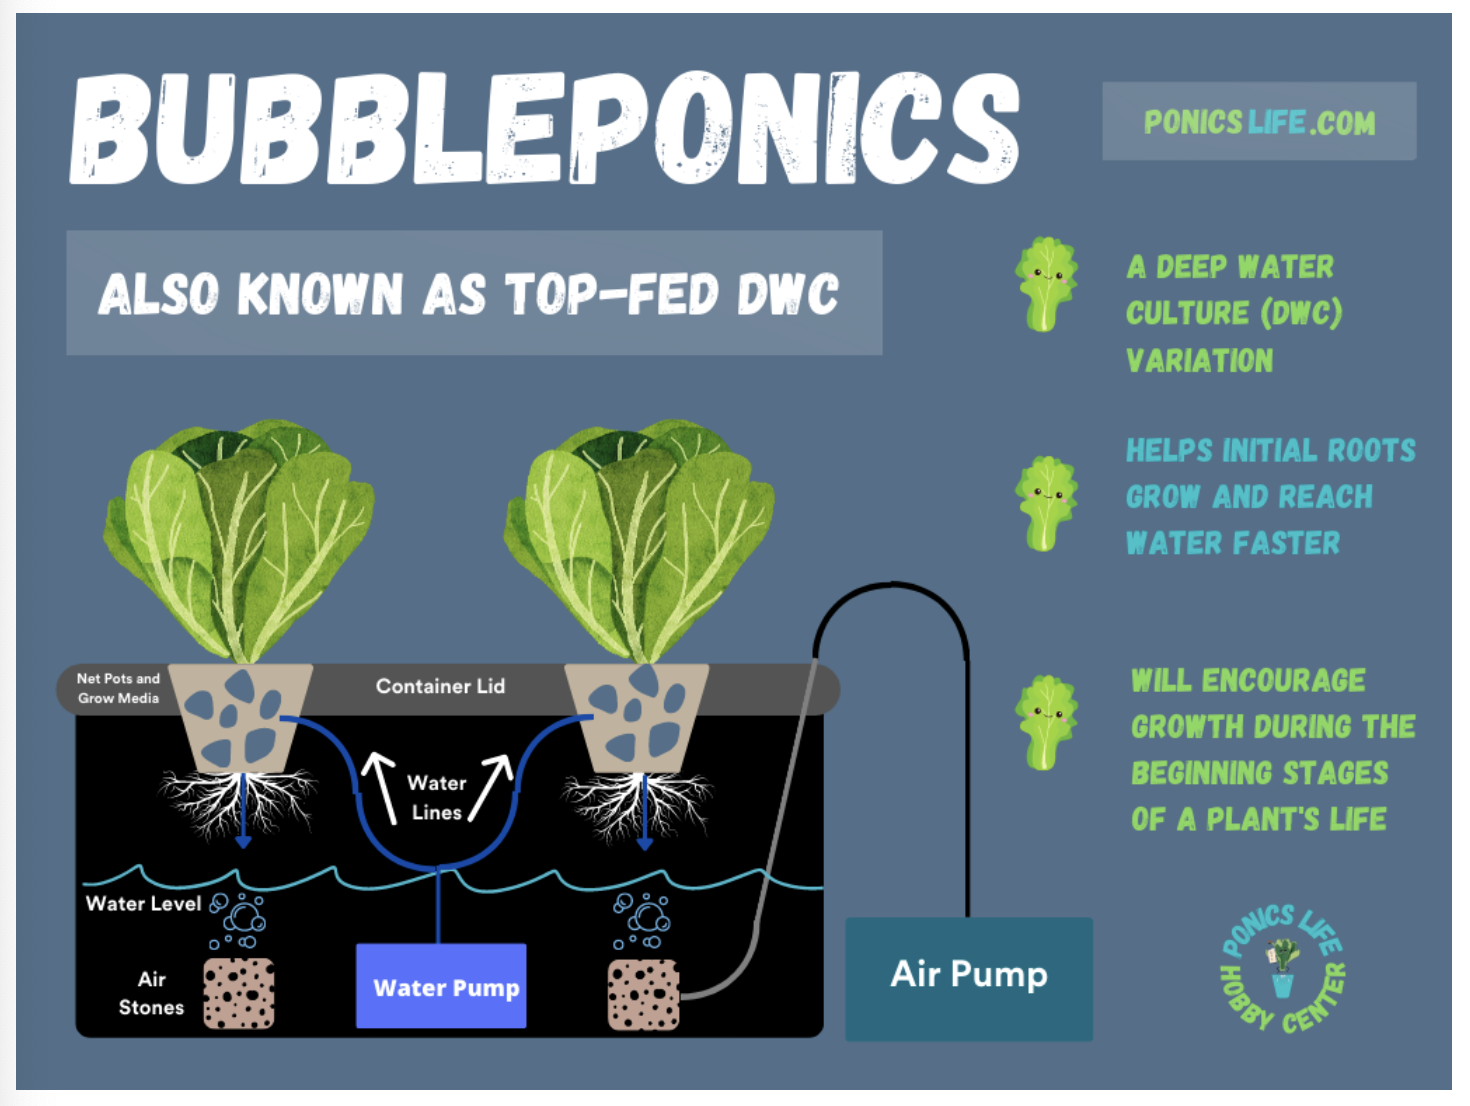 BUBBLEPONICS
PONICS LIFE.COM
ALSO KNOWN AS TOP-FED DWC
A DEEP WATER
CULTURE (DWC)
VARIATION
HELPS INITIAL ROOTS
GROW AND REACH
WATER FASTER
WILL ENCOURAGE
GROWTH DURING THE
BEGINNING STAGES
OF A PLANT'S LIFE
Net Pots and
Grow Media
Container Lid
Water
Lines
Water Level
Air
Stones
Water Pump
Air Pump
PONICS LIFE
HOBBY CENTER